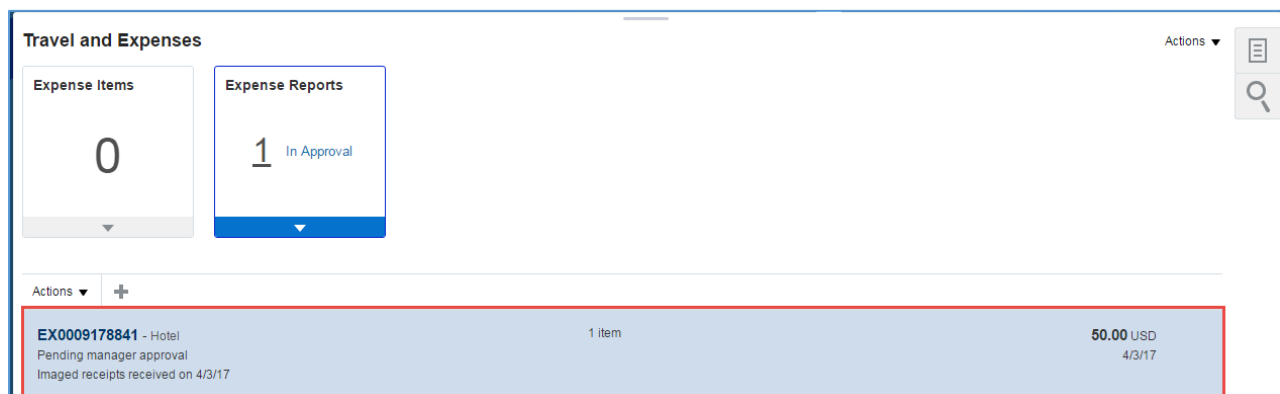 Travel and Expenses
Actions
Expense Items
0
Expense Reports
1 In Approval
Actions
EX0009178841 - Hotel
1 item
50.00 USD
Pending manager approval
4/3/17
Imaged receipts received on 4/3/17